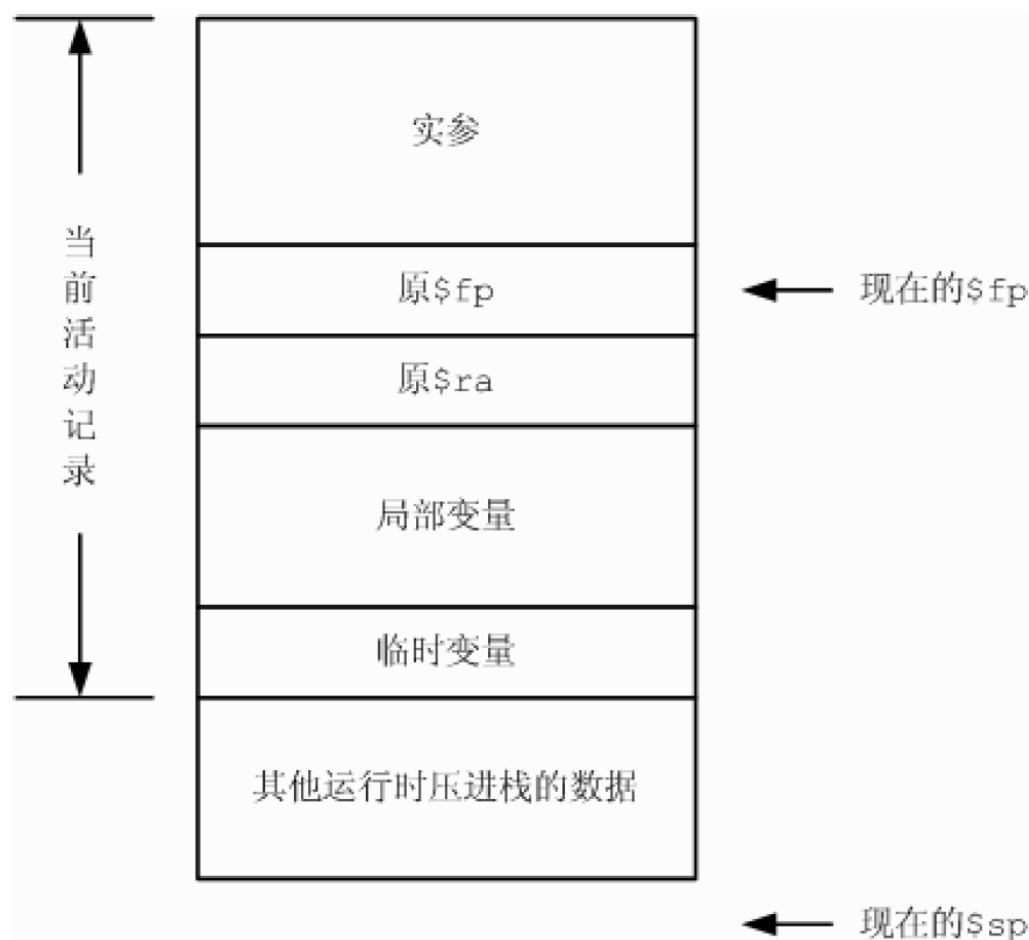 实参
当前活动记录
原$fp
现在的$fp
原$ra
局部变量
临时变量
其他运行时压进栈的数据
现在的$sp